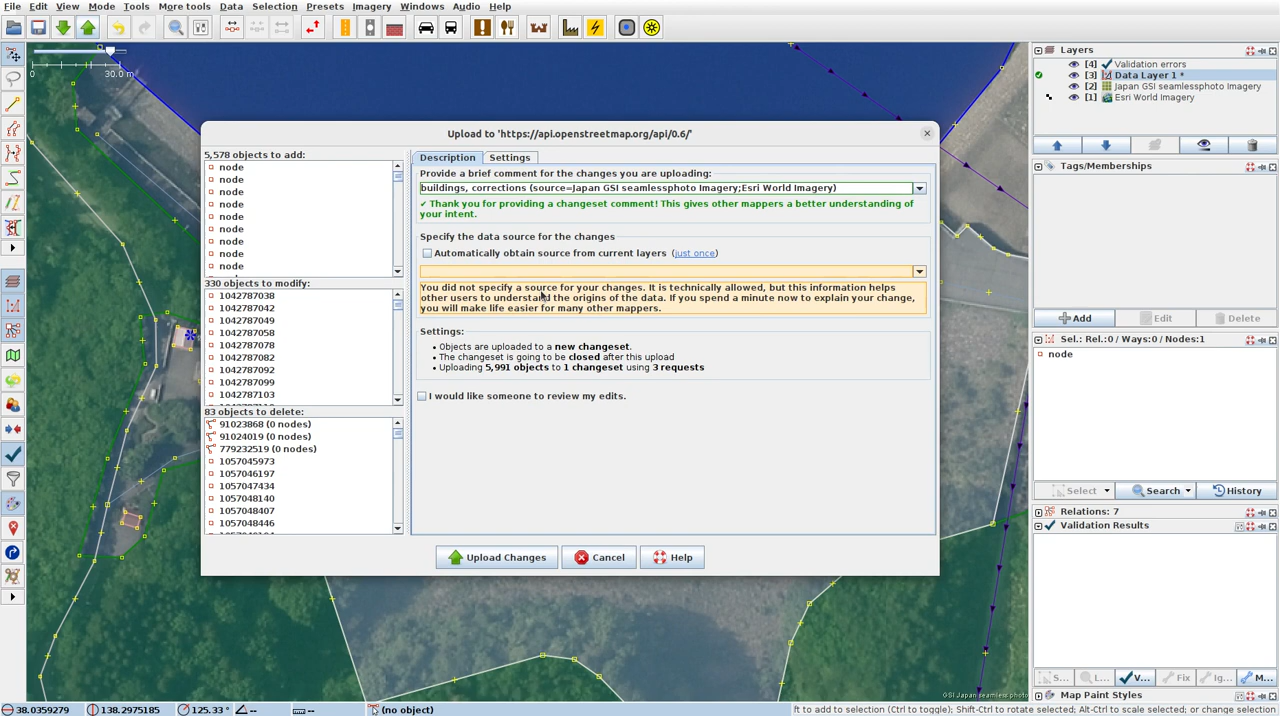 File Edit View Mode Tools More tools Data Selection Presets Imagery Windows Audio Help
0 30.0 m
Upload to 'https://api.openstreetmap.org/api/0.6/'
5,578 objects to add:
node
node
node
node
node
node
node
node
node
330 objects to modify:
1042787038
1042787042
1042787049
1042787058
1042787078
1042787082
1042787092
1042787099
1042787103
83 objects to delete:
91023868 (0 nodes)
91024019 (0 nodes)
779232519 (0 nodes)
1057045973
1057046197
1057047434
1057048140
1057048407
1057048446
Description Settings
Provide a brief comment for the changes you are uploading:
buildings, corrections (source=Japan GSI seamlessphoto Imagery;Esri World Imagery)
✔ Thank you for providing a changeset comment! This gives other mappers a better understanding of
your intent.
Specify the data source for the changes
Automatically obtain source from current layers (just once)
You did not specify a source for your changes. It is technically allowed, but this information helps
other users to understand the origins of the data. If you spend a minute now to explain your change,
you will make life easier for many other mappers.
Settings:
• Objects are uploaded to a new changeset.
• The changeset is going to be closed after this upload
• Uploading 5,991 objects to 1 changeset using 3 requests
I would like someone to review my edits.
Upload Changes Cancel Help
Layers
[4] Validation errors
[3] Data Layer 1 *
[2] Japan GSI seamlessphoto Imagery
[1] Esri World Imagery
Tags/Memberships
Add Edit Delete
Sel.: Rel.:0 / Ways:0 / Nodes:1
node
Select Search History
Relations: 7
Validation Results
S... L... V... Fix Ig... M...
Map Paint Styles
GSI Japan seamless photo
38.0359279 138.2975185 125.33 ° -- -- (no object) ft to add to selection (Ctrl to toggle); Shift-Ctrl to rotate selected; Alt-Ctrl to scale selected; or change selection